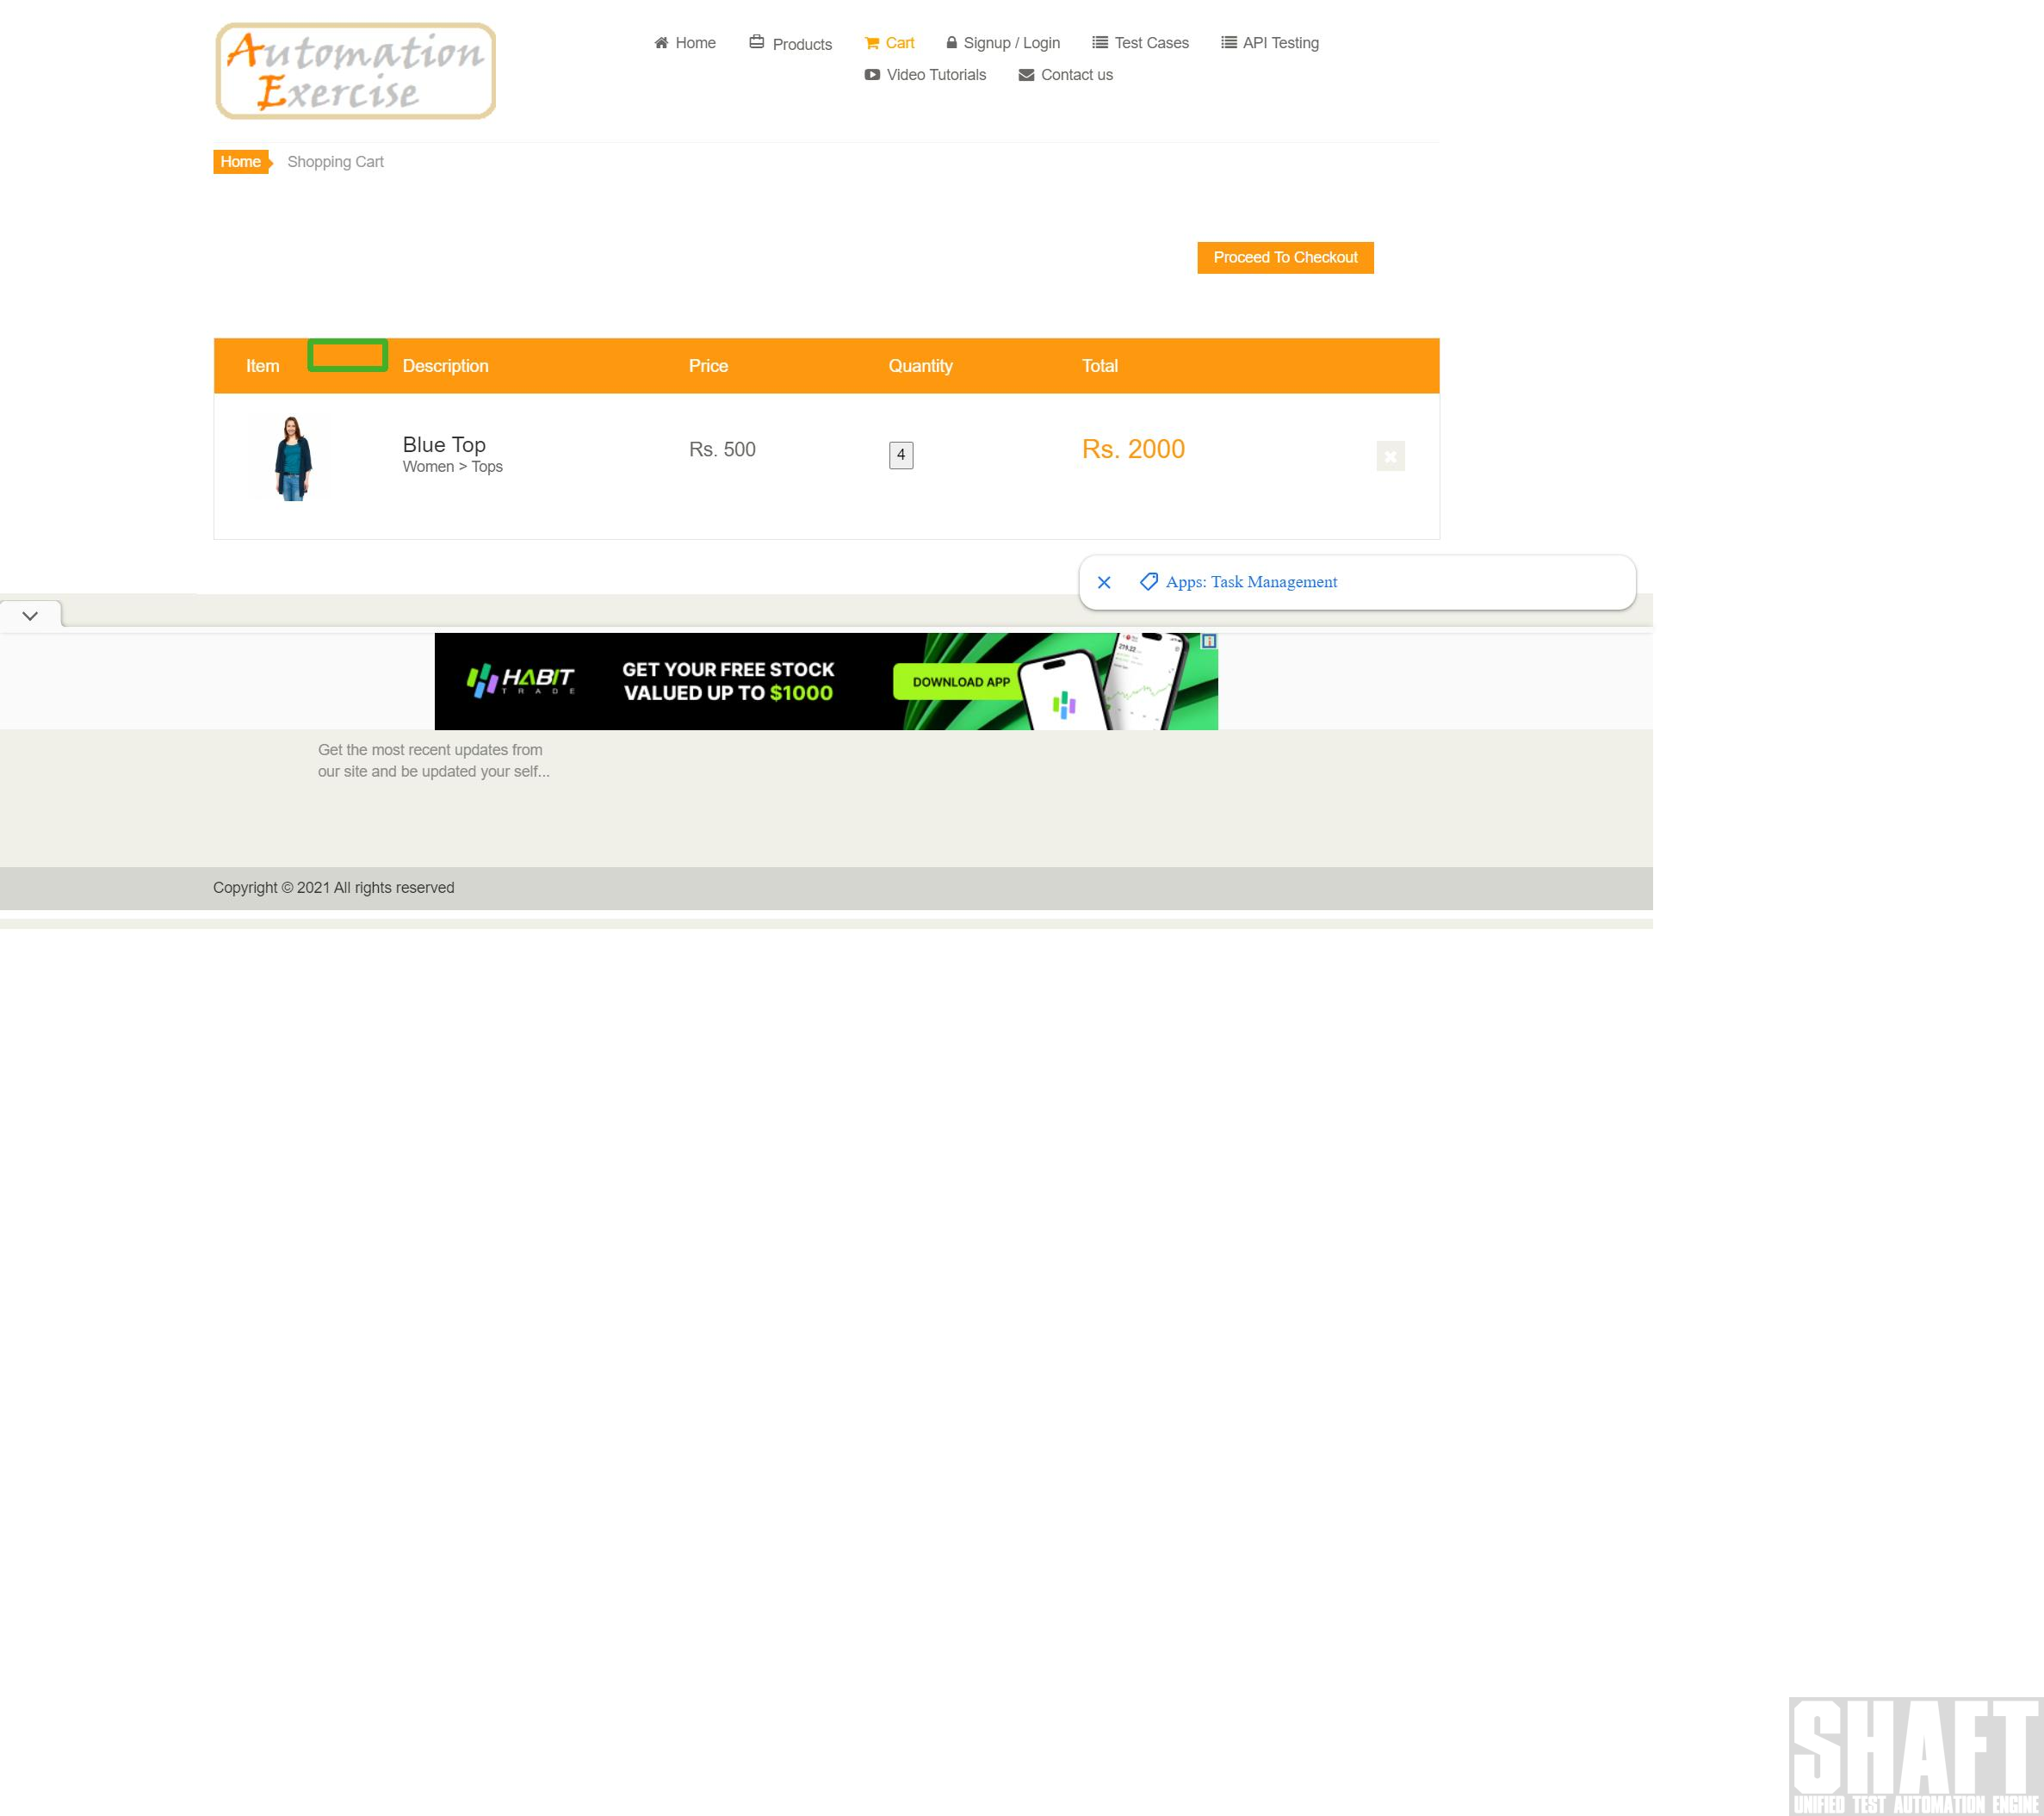 Automation
Exercise
Home
Products
Cart
Signup / Login
Test Cases
API Testing
Video Tutorials
Contact us
Home
Shopping Cart
Proceed To Checkout
Item Description Price Quantity Total
Blue Top
Women > Tops
Rs. 500
4
Rs. 2000
Apps: Task Management
HABIT
TRADE
GET YOUR FREE STOCK
VALUED UP TO $1000
DOWNLOAD APP
Get the most recent updates from
our site and be updated your self...
Copyright © 2021 All rights reserved
SHAFT
UNIFIED TEST AUTOMATION ENGINE